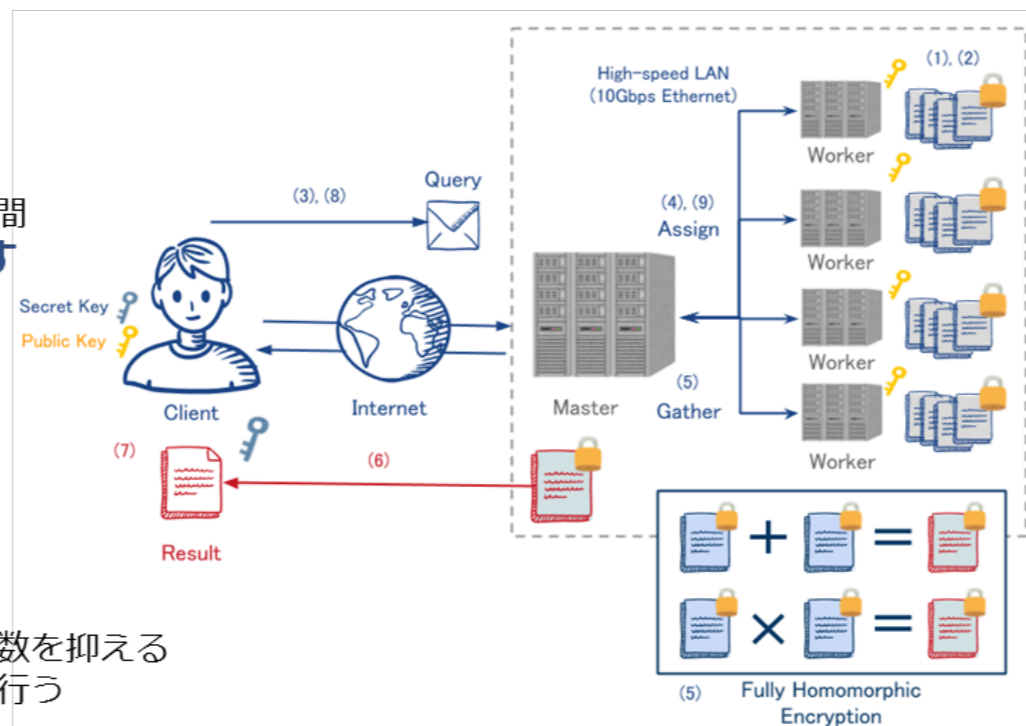 (1), (2)
High-speed LAN
(10Gbps Ethernet)
Worker
Query
(3), (8)
間
(4), (9)
Assign
Worker
す
Secret Key
Public Key
Worker
(5)
Gather
Client
Internet
Master
Worker
(7)
(6)
Result
+
=
×
=
数を抑える
行う
(5)
Fully Homomorphic
Encryption